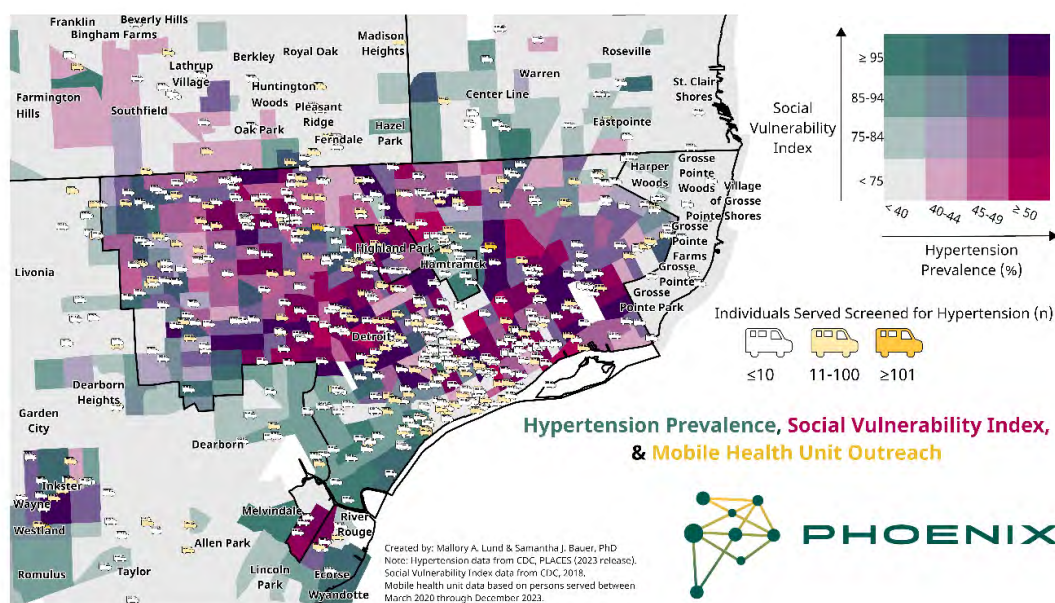 Franklin
Beverly Hills
Bingham Farms
Berkley
Royal Oak
Madison
Heights
Roseville
Lathrup
Village
Warren
St. Clair
Shores
Farmington
Hills
Southfield
Huntington
Woods
Center Line
Pleasant
Ridge
Oak Park
Ferndale
Hazel
Park
Eastpointe
Harper
Woods
Grosse
Pointe
Woods
Village
of Grosse
Pointe Shores
Grosse
Pointe
Farms
Highland Park
Hamtramck
Livonia
Grosse
Pointe
Grosse
Pointe Park
Detroit
Dearborn
Heights
Garden
City
Dearborn
Inkster
Wayne
Westland
Melvindale
River
Rouge
Allen Park
Romulus
Taylor
Lincoln
Park
Ecorse
Wyandotte
Social
Vulnerability
Index
≥ 95
85-94
75-84
< 75
< 40
40-44
45-49
≥ 50
Hypertension
Prevalence (%)
Individuals Served Screened for Hypertension (n)
≤10
11-100
≥101
Hypertension Prevalence, Social Vulnerability Index,
& Mobile Health Unit Outreach
PHOENIX
Created by: Mallory A. Lund & Samantha J. Bauer, PhD
Note: Hypertension data from CDC, PLACES (2023 release).
Social Vulnerability Index data from CDC, 2018.
Mobile health unit data based on persons served between
March 2020 through December 2023.